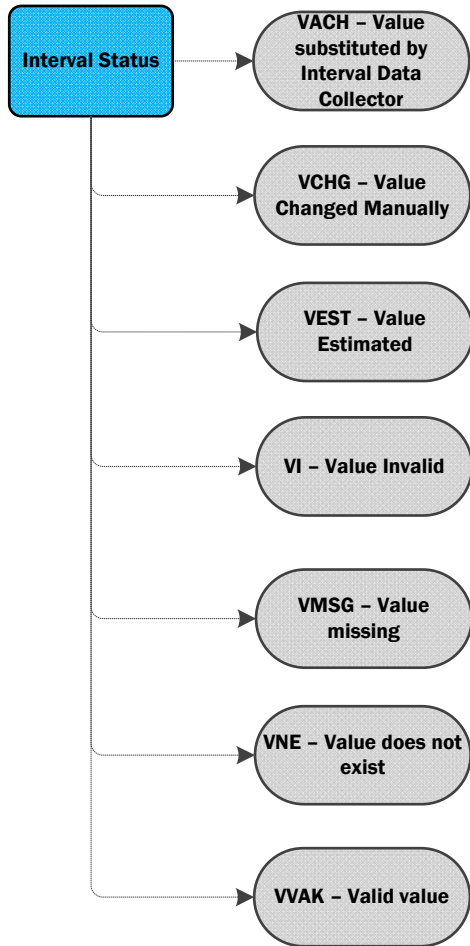 Interval Status
VACH – Value
substituted by
Interval Data
Collector
VCHG – Value
Changed Manually
VEST – Value
Estimated
VI – Value Invalid
VMSG – Value
missing
VNE – Value does not
exist
VVAK – Valid value